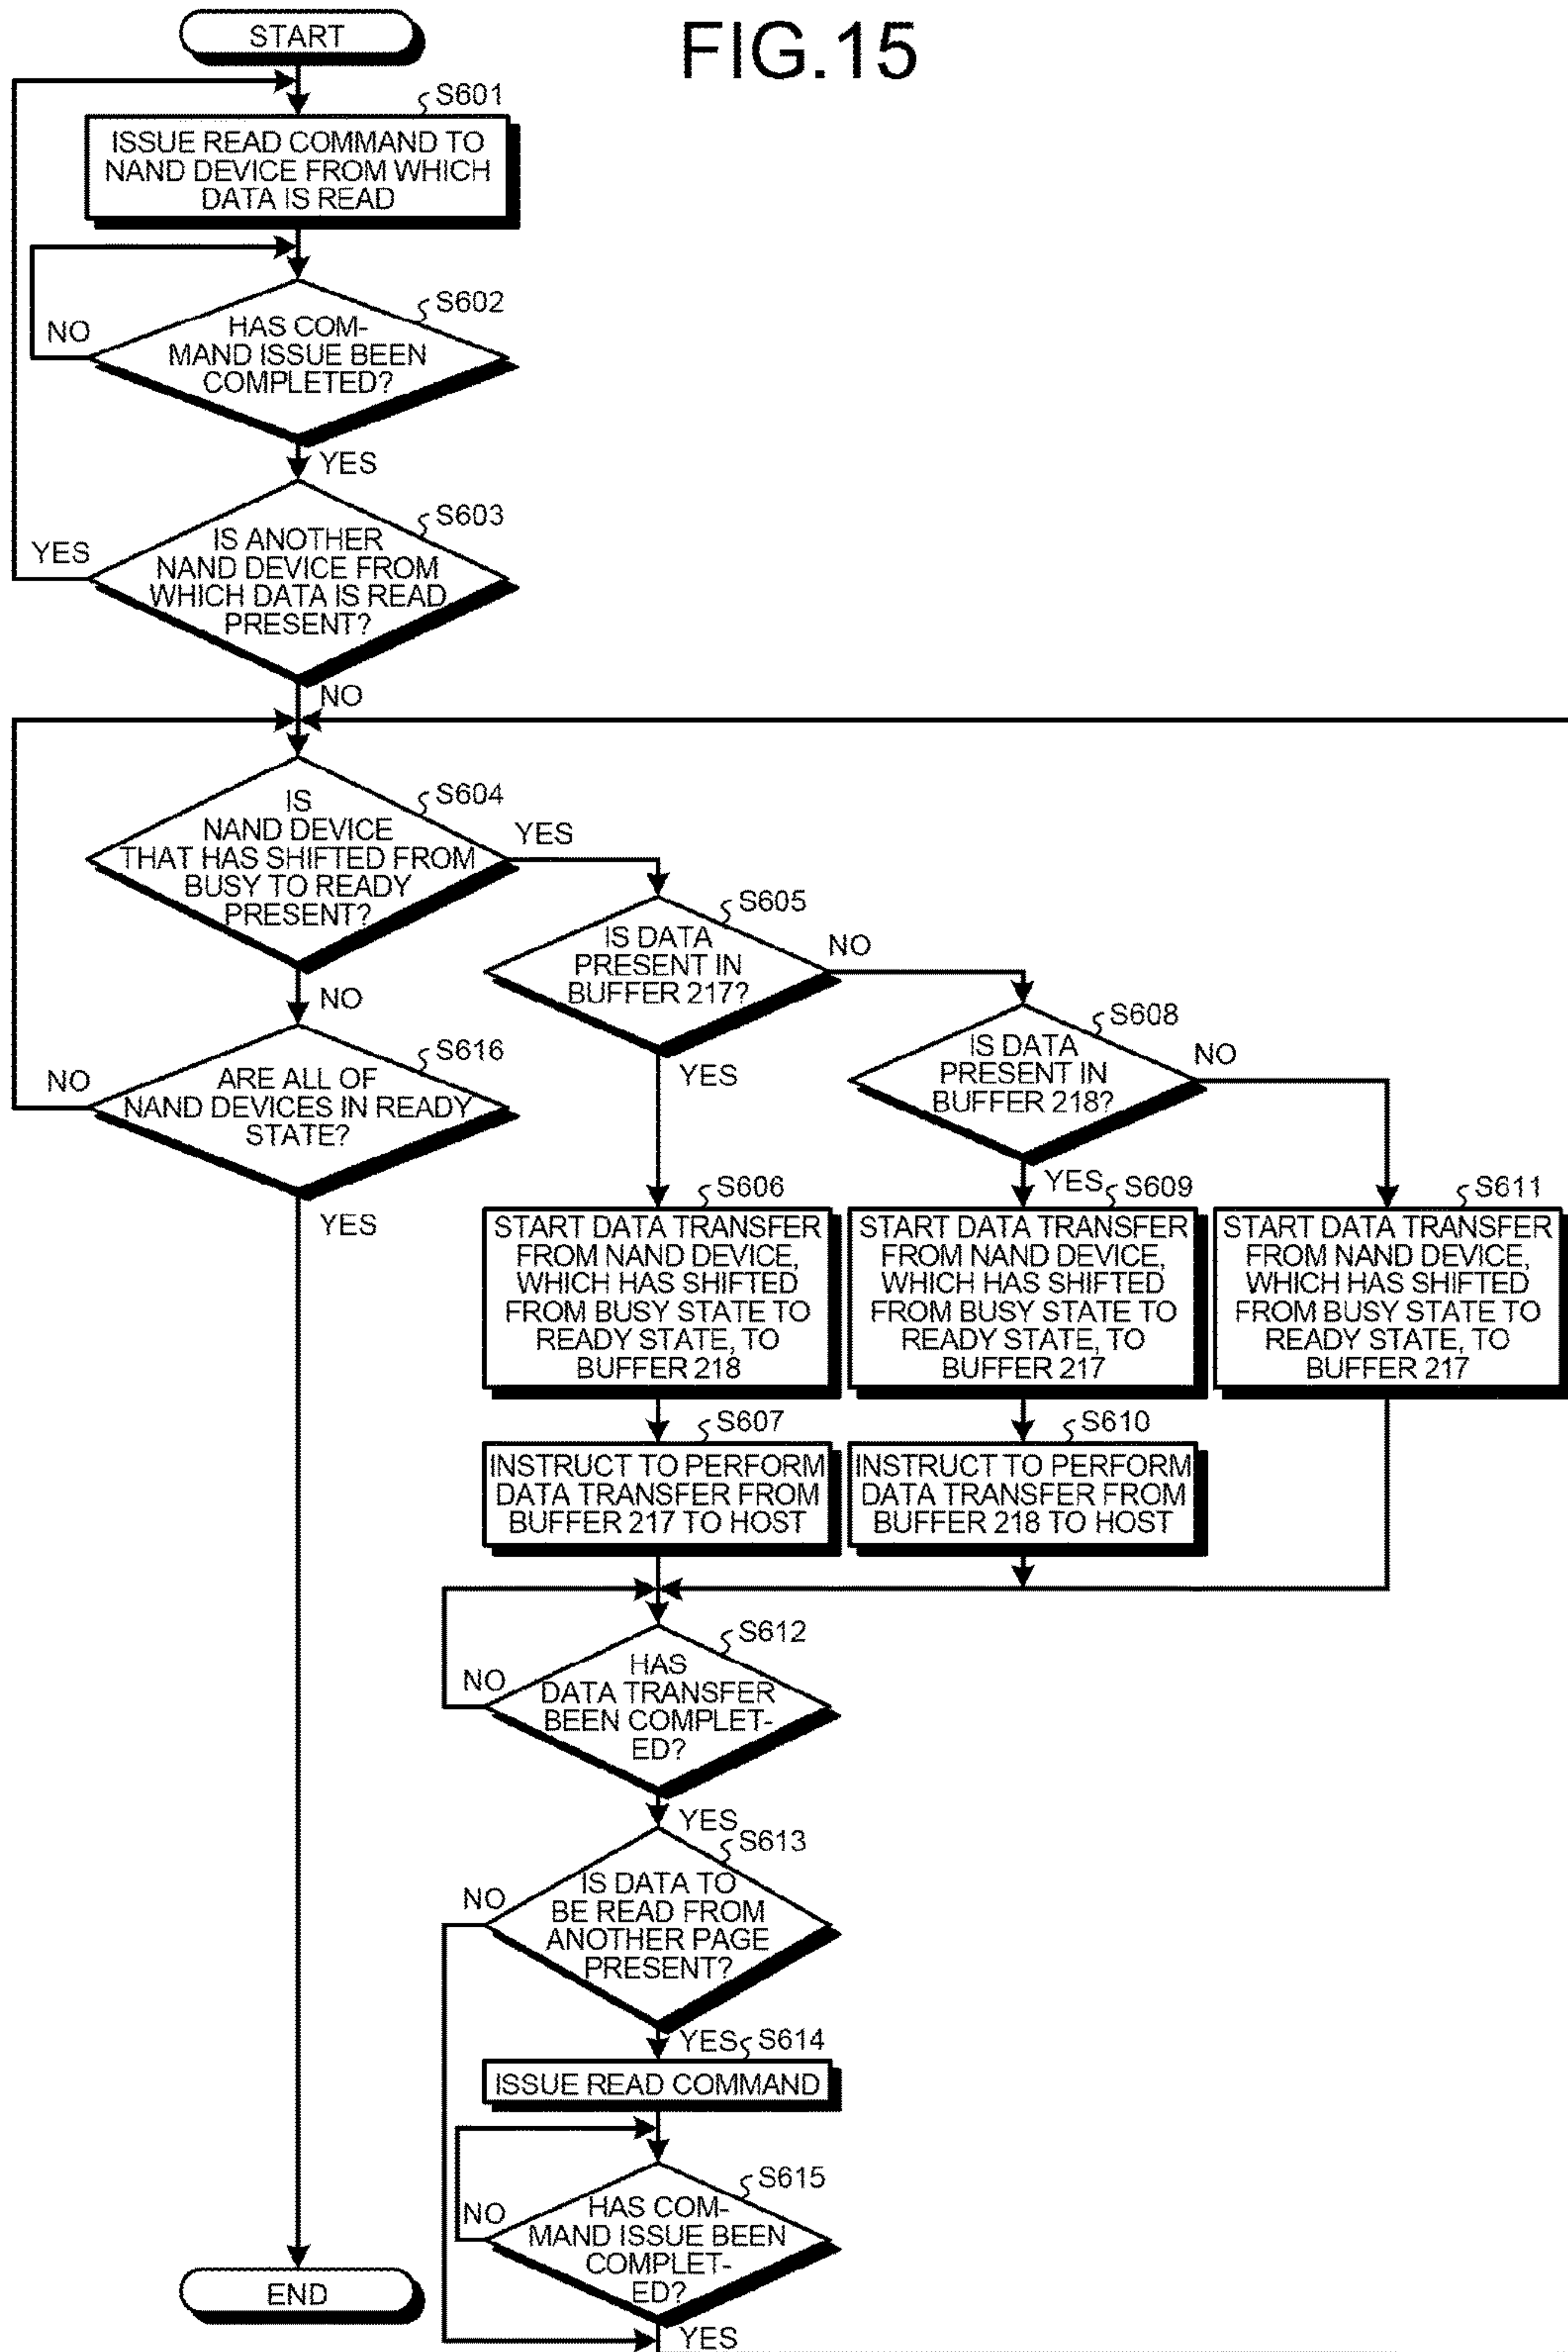 FIG.15
START
S601
ISSUE READ COMMAND TO
NAND DEVICE FROM WHICH
DATA IS READ
S602
HAS COM-
MAND ISSUE BEEN
COMPLETED?
NO
YES
S603
IS ANOTHER
NAND DEVICE FROM
WHICH DATA IS READ
PRESENT?
YES
NO
S604
IS
NAND DEVICE
THAT HAS SHIFTED FROM
BUSY TO READY
PRESENT?
YES
NO
S605
IS DATA
PRESENT IN
BUFFER 217?
NO
YES
S608
IS DATA
PRESENT IN
BUFFER 218?
NO
YES
S616
ARE ALL OF
NAND DEVICES IN READY
STATE?
NO
YES
S606
START DATA TRANSFER
FROM NAND DEVICE,
WHICH HAS SHIFTED
FROM BUSY STATE TO
READY STATE, TO
BUFFER 218
S609
START DATA TRANSFER
FROM NAND DEVICE,
WHICH HAS SHIFTED
FROM BUSY STATE TO
READY STATE, TO
BUFFER 217
S611
START DATA TRANSFER
FROM NAND DEVICE,
WHICH HAS SHIFTED
FROM BUSY STATE TO
READY STATE, TO
BUFFER 217
S607
INSTRUCT TO PERFORM
DATA TRANSFER FROM
BUFFER 217 TO HOST
S610
INSTRUCT TO PERFORM
DATA TRANSFER FROM
BUFFER 218 TO HOST
S612
HAS
DATA TRANSFER
BEEN COMPLET-
ED?
NO
YES
S613
IS DATA TO
BE READ FROM
ANOTHER PAGE
PRESENT?
NO
YES
S614
ISSUE READ COMMAND
S615
HAS COM-
MAND ISSUE BEEN
COMPLET-
ED?
NO
YES
END